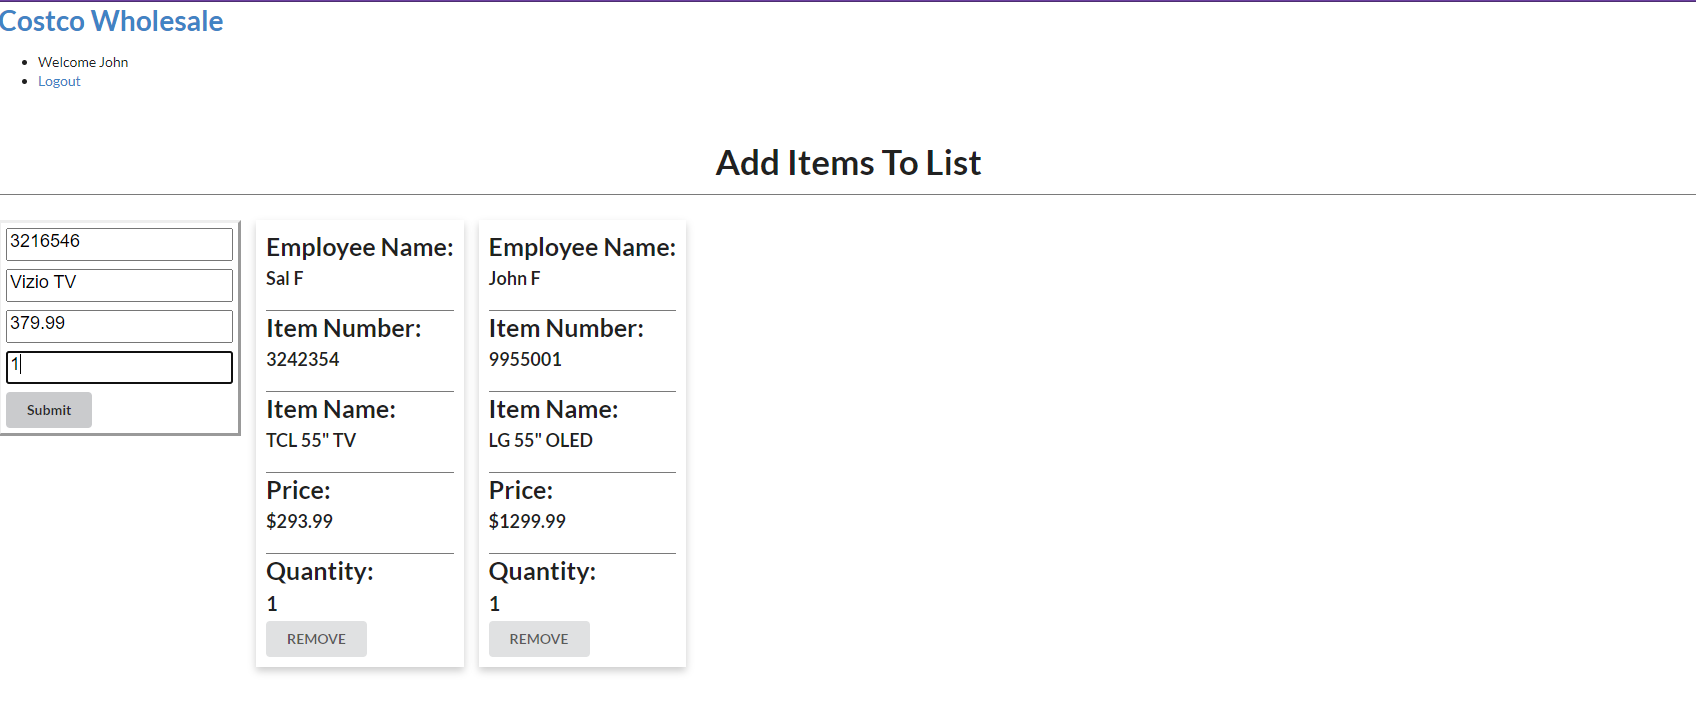 Costco Wholesale
Welcome John
Logout
Add Items To List
3216546
Vizio TV
379.99
1
Submit
Employee Name:
Sal F
Item Number:
3242354
Item Name:
TCL 55" TV
Price:
$293.99
Quantity:
1
REMOVE
Employee Name:
John F
Item Number:
9955001
Item Name:
LG 55" OLED
Price:
$1299.99
Quantity:
1
REMOVE